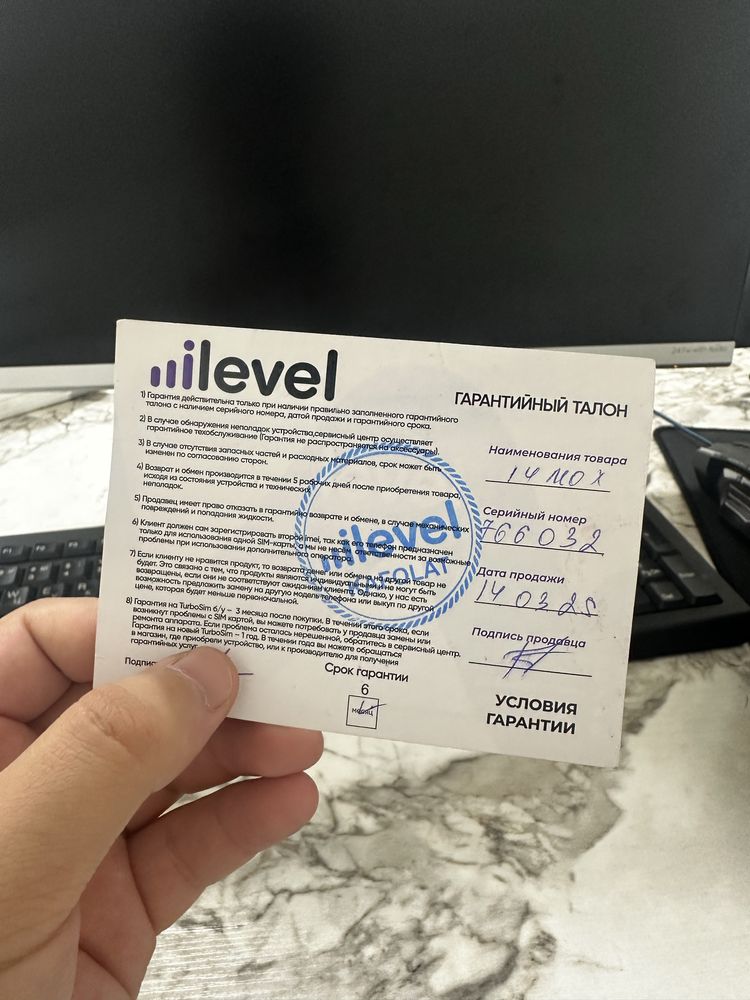 ilevel
ГАРАНТИЙНЫЙ ТАЛОН
1) Гарантия действительна только при наличии правильно заполненного гарантийного
талона с наличием серийного номера, датой продажи и гарантийного срока.
2) В случае обнаружения неполадок устройства,сервисный центр осуществляет
гарантийное техобслуживание (Гарантия не распространяется на аксессуары).
3) В случае отсутствия запасных частей и расходных материалов, срок может быть
изменен по согласованию сторон.
4) Возврат и обмен производится в течении 5 рабочих дней после приобретения товара,
исходя из состояния устройства и технических
неполадок.
5) Продавец имеет право отказать в гарантийно возврате и обмене, в случае механических
повреждений и попадания жидкости.
6) Клиент должен сам зарегистрировать второй imei, так как его телефон предназначен
только для использования одной SIM-карты, мы не несем ответственности за возможные
проблемы при использовании дополнительного оператора.
7) Если клиенту не нравится продукт, то возврата денег или обмена на другой товар не
будет. Это связано с тем, что продукты являются индивидуальными и не могут быть
возвращены, если они не соответствуют ожиданиям клиента. Однако, у нас есть
возможность предложить замену на другую модель телефона или выкуп по другой
цене, которая будет меньше первоначальной.
8) Гарантия на TurboSim б/у – 3 месяца после покупки. В течении этого срока, если
возникнут проблемы с SIM картой, вы можете потребовать у продавца замены или
ремонта аппарата. Если проблема осталась нерешенной, обратитесь в сервисный центр.
Гарантия на новый TurboSim – 1 год. В течении года вы можете обращаться
в магазин, где приобрели устройство, или к производителю для получения
гарантийных услуг
Подпис
Срок гарантии
6
месяц
ilevel
Наименования товара
14 MOX
Серийный номер
766032
Дата продажи
14 03 25
Подпись продавца
УСЛОВИЯ
ГАРАНТИИ